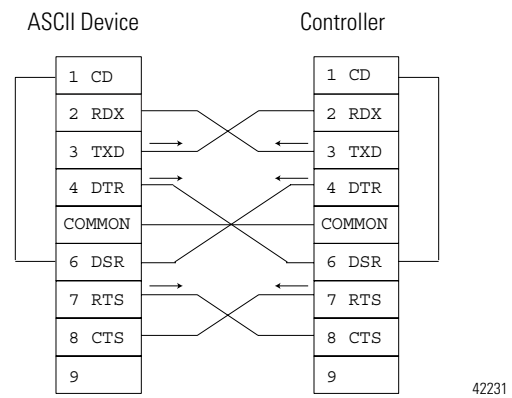 ASCII Device
Controller
1 CD
2 RDX
3 TXD
4 DTR
COMMON
6 DSR
7 RTS
8 CTS
9
1 CD
2 RDX
3 TXD
4 DTR
COMMON
6 DSR
7 RTS
8 CTS
9
42231